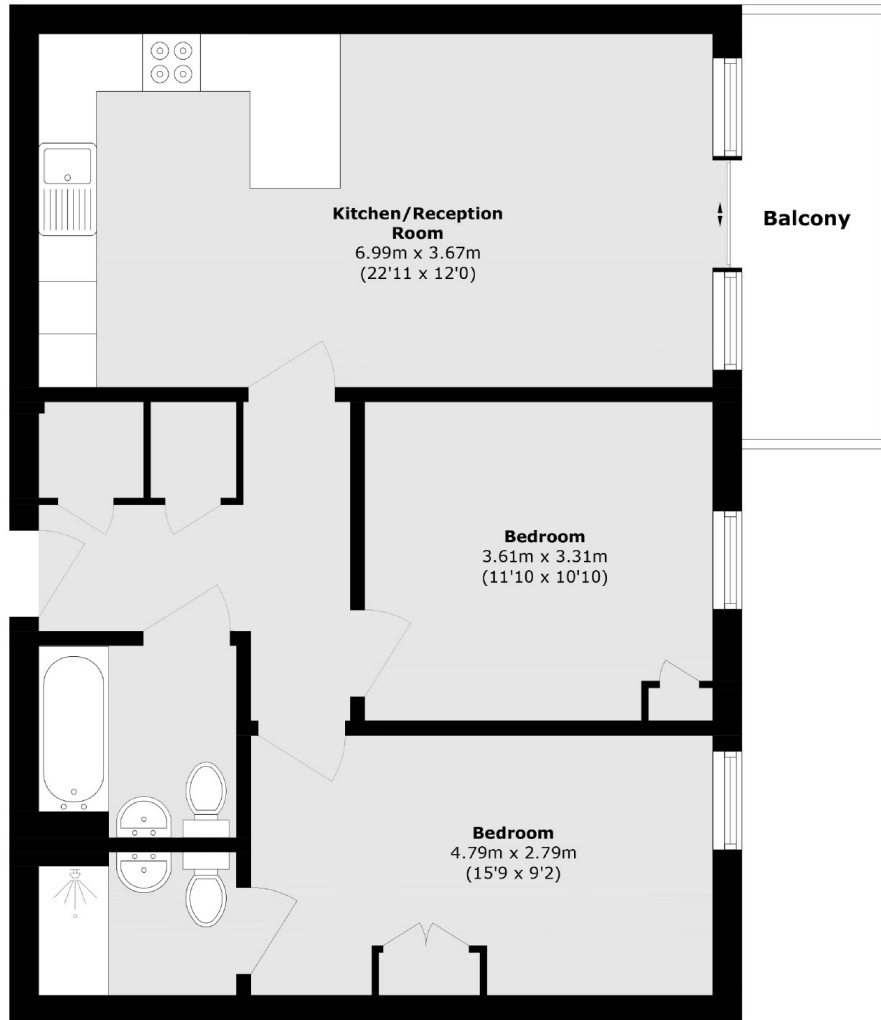 Kitchen/Reception
Room
6.99m x 3.67m
(22'11 x 12'0)
Balcony
Bedroom
3.61m x 3.31m
(11'10 x 10'10)
Bedroom
4.79m x 2.79m
(15'9 x 9'2)